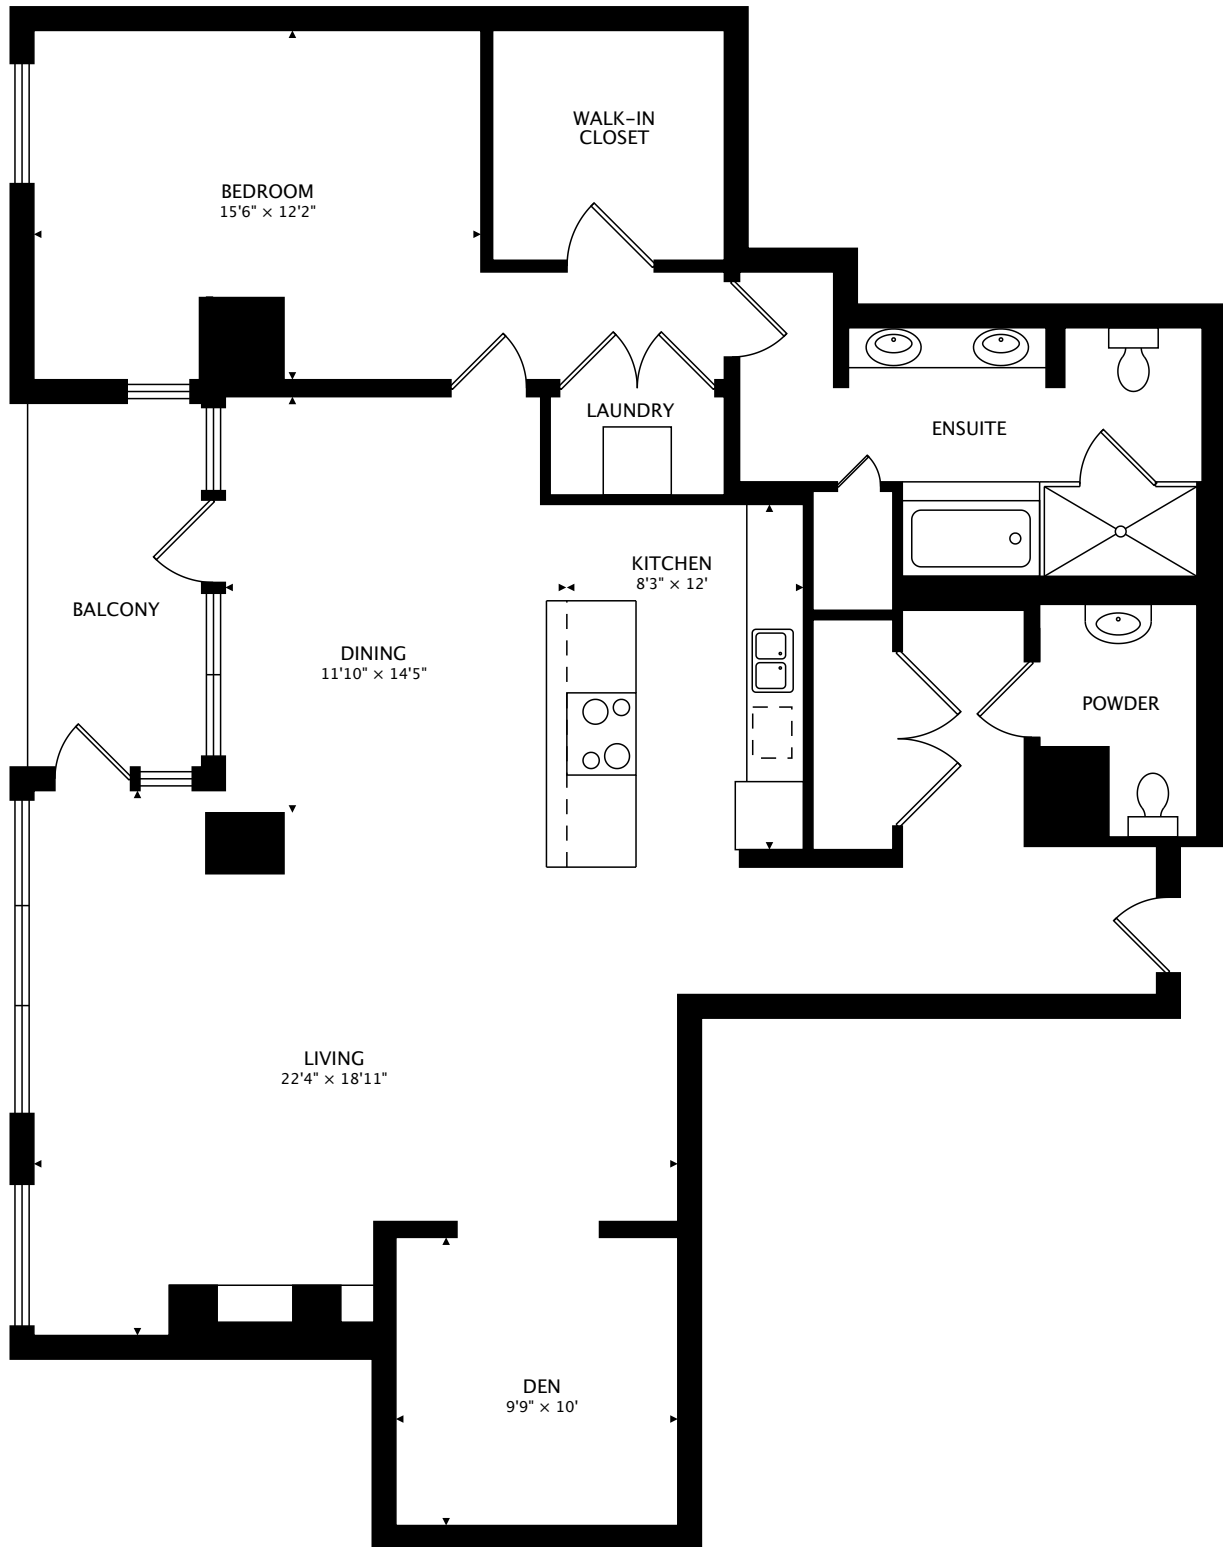 WALK-IN
CLOSET
BEDROOM
15'6" × 12'2"
LAUNDRY
ENSUITE
KITCHEN
8'3" × 12'
BALCONY
DINING
11'10" × 14'5"
POWDER
LIVING
22'4" × 18'11"
DEN
9'9" × 10'